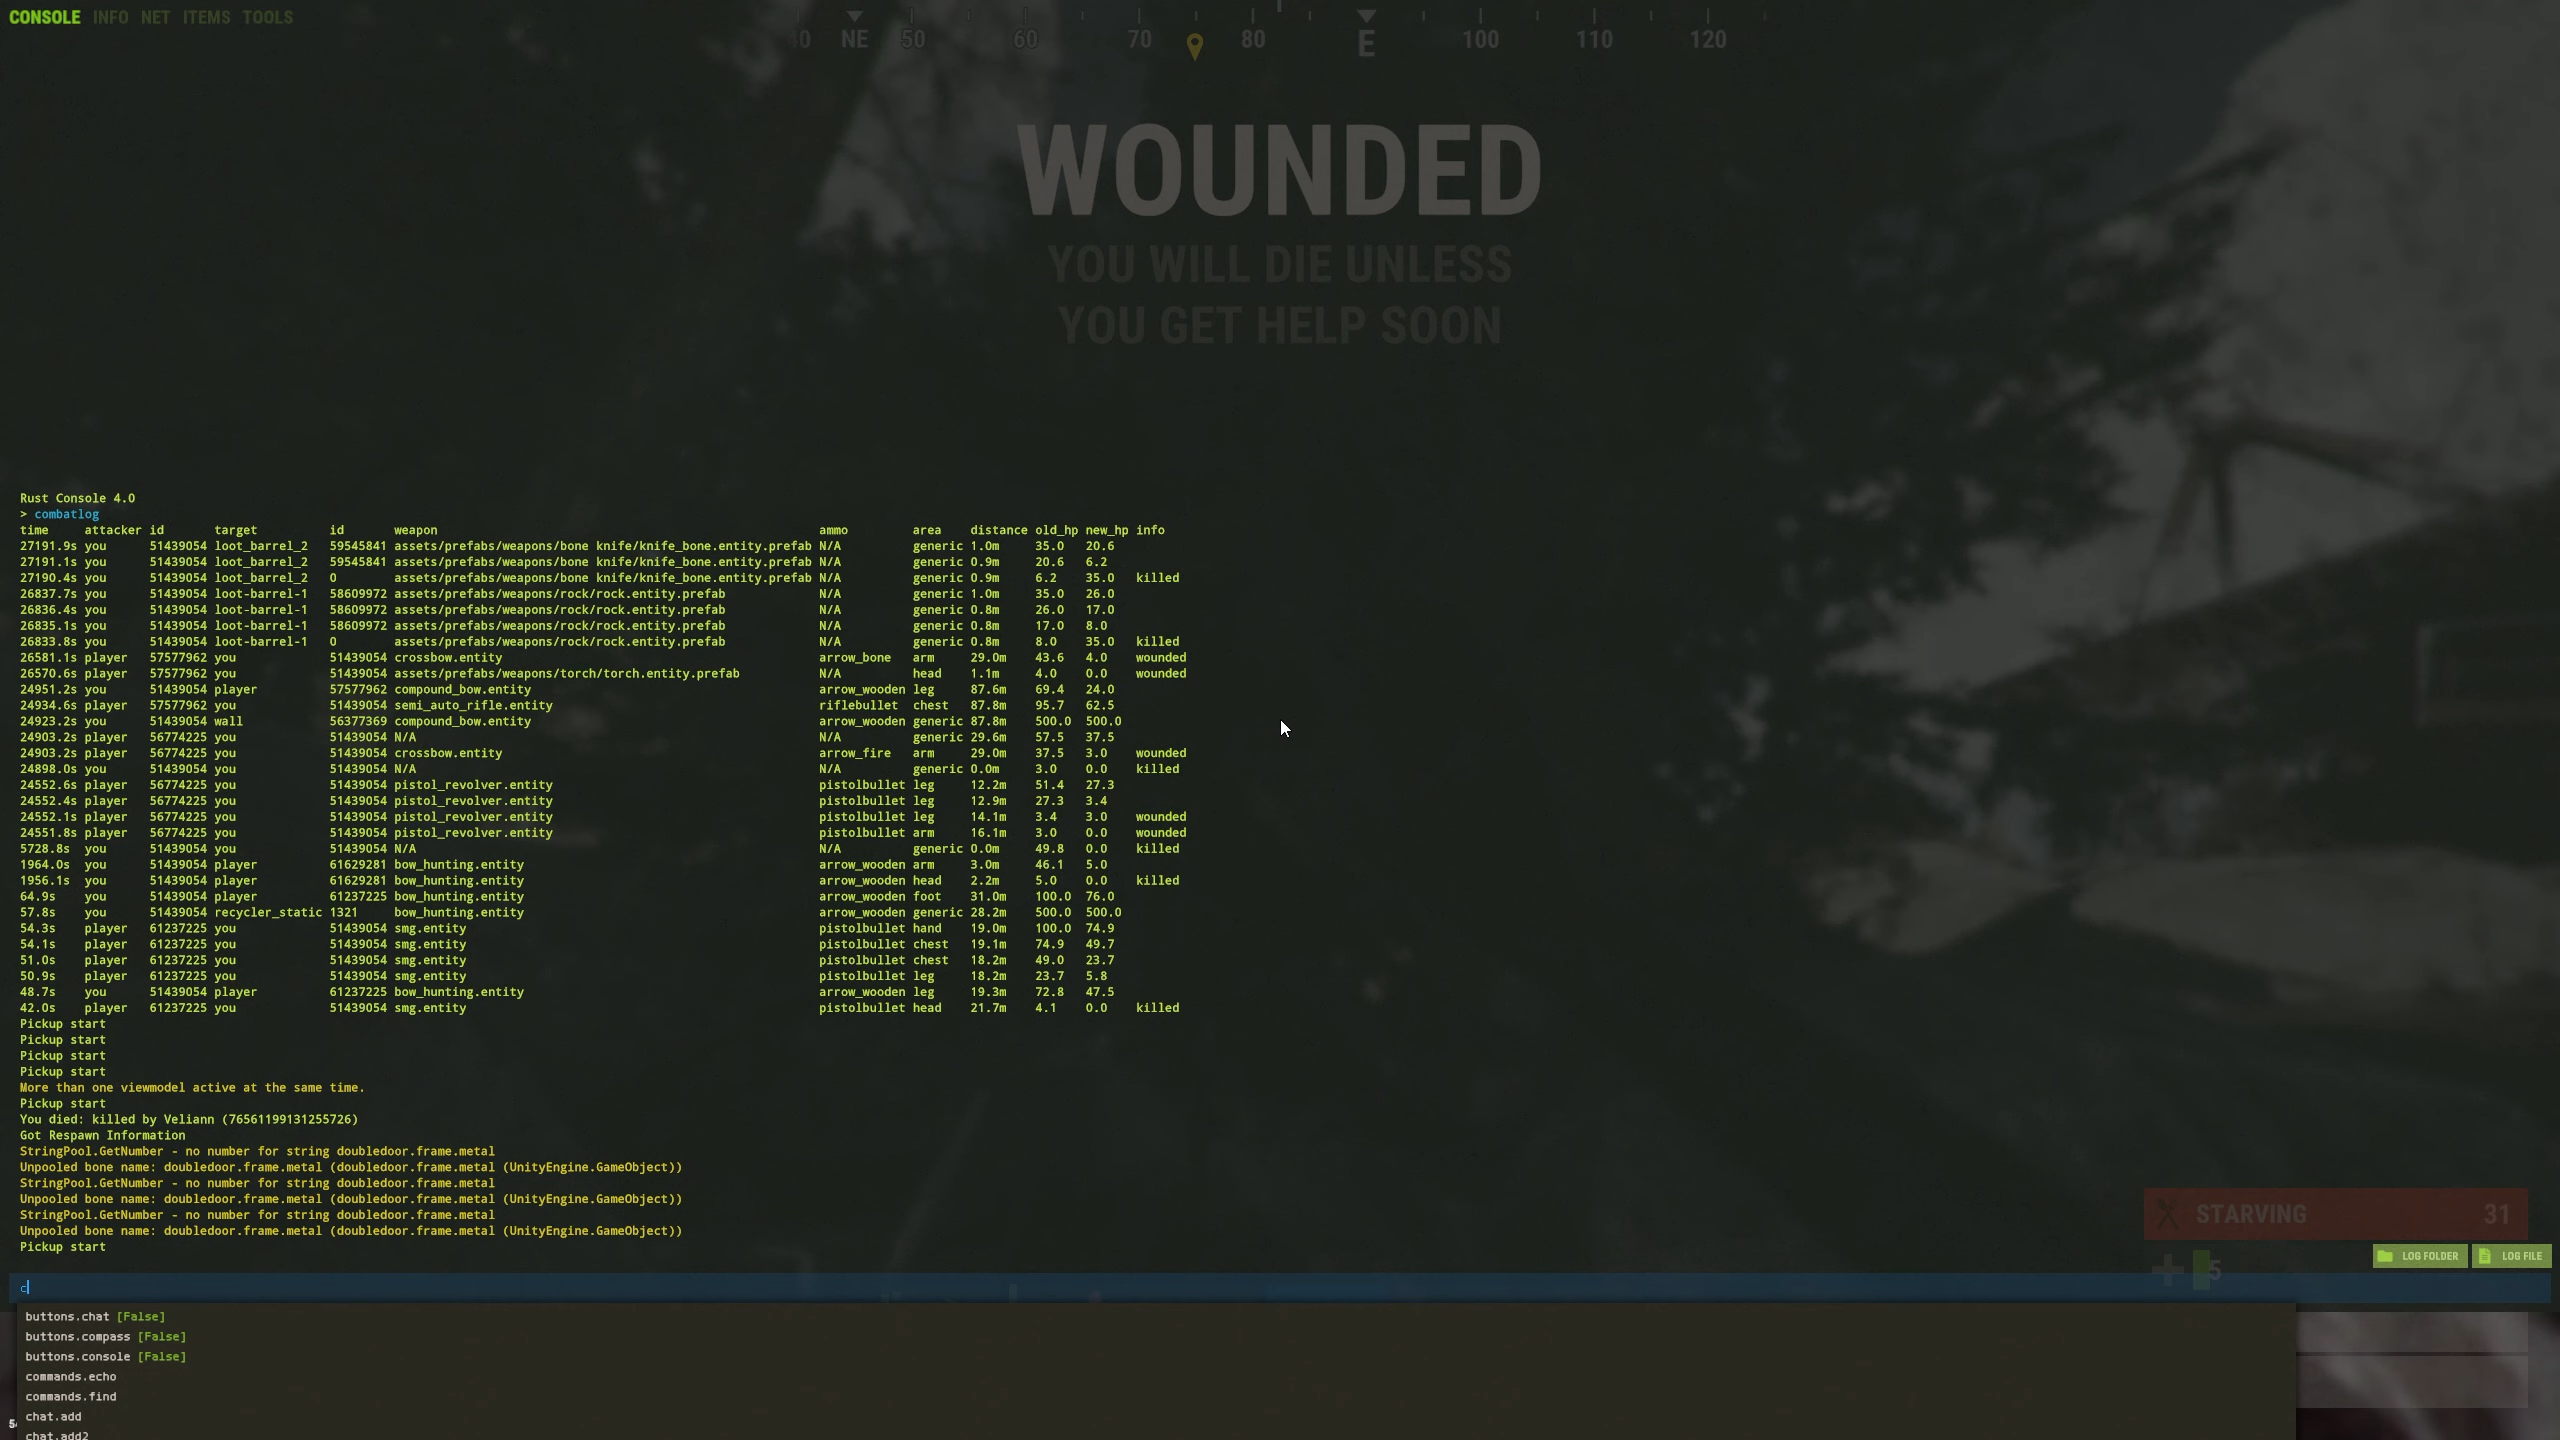 CONSOLE INFO NET ITEMS TOOLS
40 NE 50 60 70 80 E 100 110 120
WOUNDED
YOU WILL DIE UNLESS
YOU GET HELP SOON
Rust Console 4.0
> combatlog
time attacker id target id weapon ammo area distance old_hp new_hp info
27191.9s you 51439054 loot_barrel_2 59545841 assets/prefabs/weapons/bone knife/knife_bone.entity.prefab N/A generic 1.0m 35.0 20.6
27191.1s you 51439054 loot_barrel_2 59545841 assets/prefabs/weapons/bone knife/knife_bone.entity.prefab N/A generic 0.9m 20.6 6.2
27190.4s you 51439054 loot_barrel_2 0 assets/prefabs/weapons/bone knife/knife_bone.entity.prefab N/A generic 0.9m 6.2 35.0 killed
26837.7s you 51439054 loot-barrel-1 58609972 assets/prefabs/weapons/rock/rock.entity.prefab N/A generic 1.0m 35.0 26.0
26836.4s you 51439054 loot-barrel-1 58609972 assets/prefabs/weapons/rock/rock.entity.prefab N/A generic 0.8m 26.0 17.0
26835.1s you 51439054 loot-barrel-1 58609972 assets/prefabs/weapons/rock/rock.entity.prefab N/A generic 0.8m 17.0 8.0
26833.8s you 51439054 loot-barrel-1 0 assets/prefabs/weapons/rock/rock.entity.prefab N/A generic 0.8m 8.0 35.0 killed
26581.1s player 57577962 you 51439054 crossbow.entity arrow_bone arm 29.0m 43.6 4.0 wounded
26570.6s player 57577962 you 51439054 assets/prefabs/weapons/torch/torch.entity.prefab N/A head 1.1m 4.0 0.0 wounded
24951.2s you 51439054 player 57577962 compound_bow.entity arrow_wooden leg 87.6m 69.4 24.0
24934.6s player 57577962 you 51439054 semi_auto_rifle.entity riflebullet chest 87.8m 95.7 62.5
24923.2s you 51439054 wall 56377369 compound_bow.entity arrow_wooden generic 87.8m 500.0 500.0
24903.2s player 56774225 you 51439054 N/A N/A generic 29.6m 57.5 37.5
24903.2s player 56774225 you 51439054 crossbow.entity arrow_fire arm 29.0m 37.5 3.0 wounded
24898.0s you 51439054 you 51439054 N/A N/A generic 0.0m 3.0 0.0 killed
24552.6s player 56774225 you 51439054 pistol_revolver.entity pistolbullet leg 12.2m 51.4 27.3
24552.4s player 56774225 you 51439054 pistol_revolver.entity pistolbullet leg 12.9m 27.3 3.4
24552.1s player 56774225 you 51439054 pistol_revolver.entity pistolbullet leg 14.1m 3.4 3.0 wounded
24551.8s player 56774225 you 51439054 pistol_revolver.entity pistolbullet arm 16.1m 3.0 0.0 wounded
5728.8s you 51439054 you 51439054 N/A N/A generic 0.0m 49.8 0.0 killed
1964.0s you 51439054 player 61629281 bow_hunting.entity arrow_wooden arm 3.0m 46.1 5.0
1956.1s you 51439054 player 61629281 bow_hunting.entity arrow_wooden head 2.2m 5.0 0.0 killed
64.9s you 51439054 player 61237225 bow_hunting.entity arrow_wooden foot 31.0m 100.0 76.0
57.8s you 51439054 recycler_static 1321 bow_hunting.entity arrow_wooden generic 28.2m 500.0 500.0
54.3s player 61237225 you 51439054 smg.entity pistolbullet hand 19.0m 100.0 74.9
54.1s player 61237225 you 51439054 smg.entity pistolbullet chest 19.1m 74.9 49.7
51.0s player 61237225 you 51439054 smg.entity pistolbullet chest 18.2m 49.0 23.7
50.9s player 61237225 you 51439054 smg.entity pistolbullet leg 18.2m 23.7 5.8
48.7s you 51439054 player 61237225 bow_hunting.entity arrow_wooden leg 19.3m 72.8 47.5
42.0s player 61237225 you 51439054 smg.entity pistolbullet head 21.7m 4.1 0.0 killed
Pickup start
Pickup start
Pickup start
Pickup start
More than one viewmodel active at the same time.
Pickup start
You died: killed by Veliann (76561199131255726)
Got Respawn Information
StringPool.GetNumber - no number for string doubledoor.frame.metal
Unpooled bone name: doubledoor.frame.metal (doubledoor.frame.metal (UnityEngine.GameObject))
StringPool.GetNumber - no number for string doubledoor.frame.metal
Unpooled bone name: doubledoor.frame.metal (doubledoor.frame.metal (UnityEngine.GameObject))
StringPool.GetNumber - no number for string doubledoor.frame.metal
Unpooled bone name: doubledoor.frame.metal (doubledoor.frame.metal (UnityEngine.GameObject))
Pickup start
STARVING 31
LOG FOLDER LOG FILE
5
c
buttons.chat [False]
buttons.compass [False]
buttons.console [False]
commands.echo
commands.find
chat.add
chat.add2